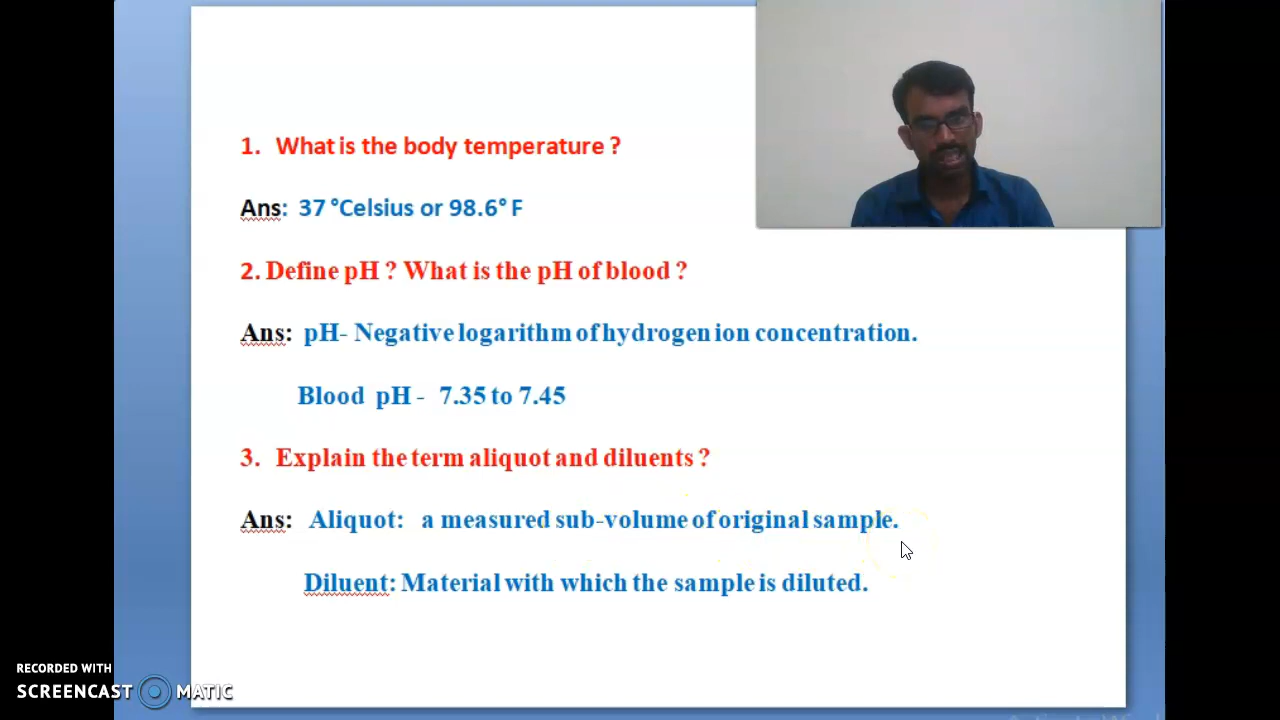 1. What is the body temperature ?
Ans: 37 °Celsius or 98.6° F
2. Define pH ? What is the pH of blood ?
Ans: pH- Negative logarithm of hydrogen ion concentration.
Blood pH - 7.35 to 7.45
3. Explain the term aliquot and diluents ?
Ans: Aliquot: a measured sub-volume of original sample.
Diluent: Material with which the sample is diluted.
RECORDED WITH
SCREENCAST MATIC